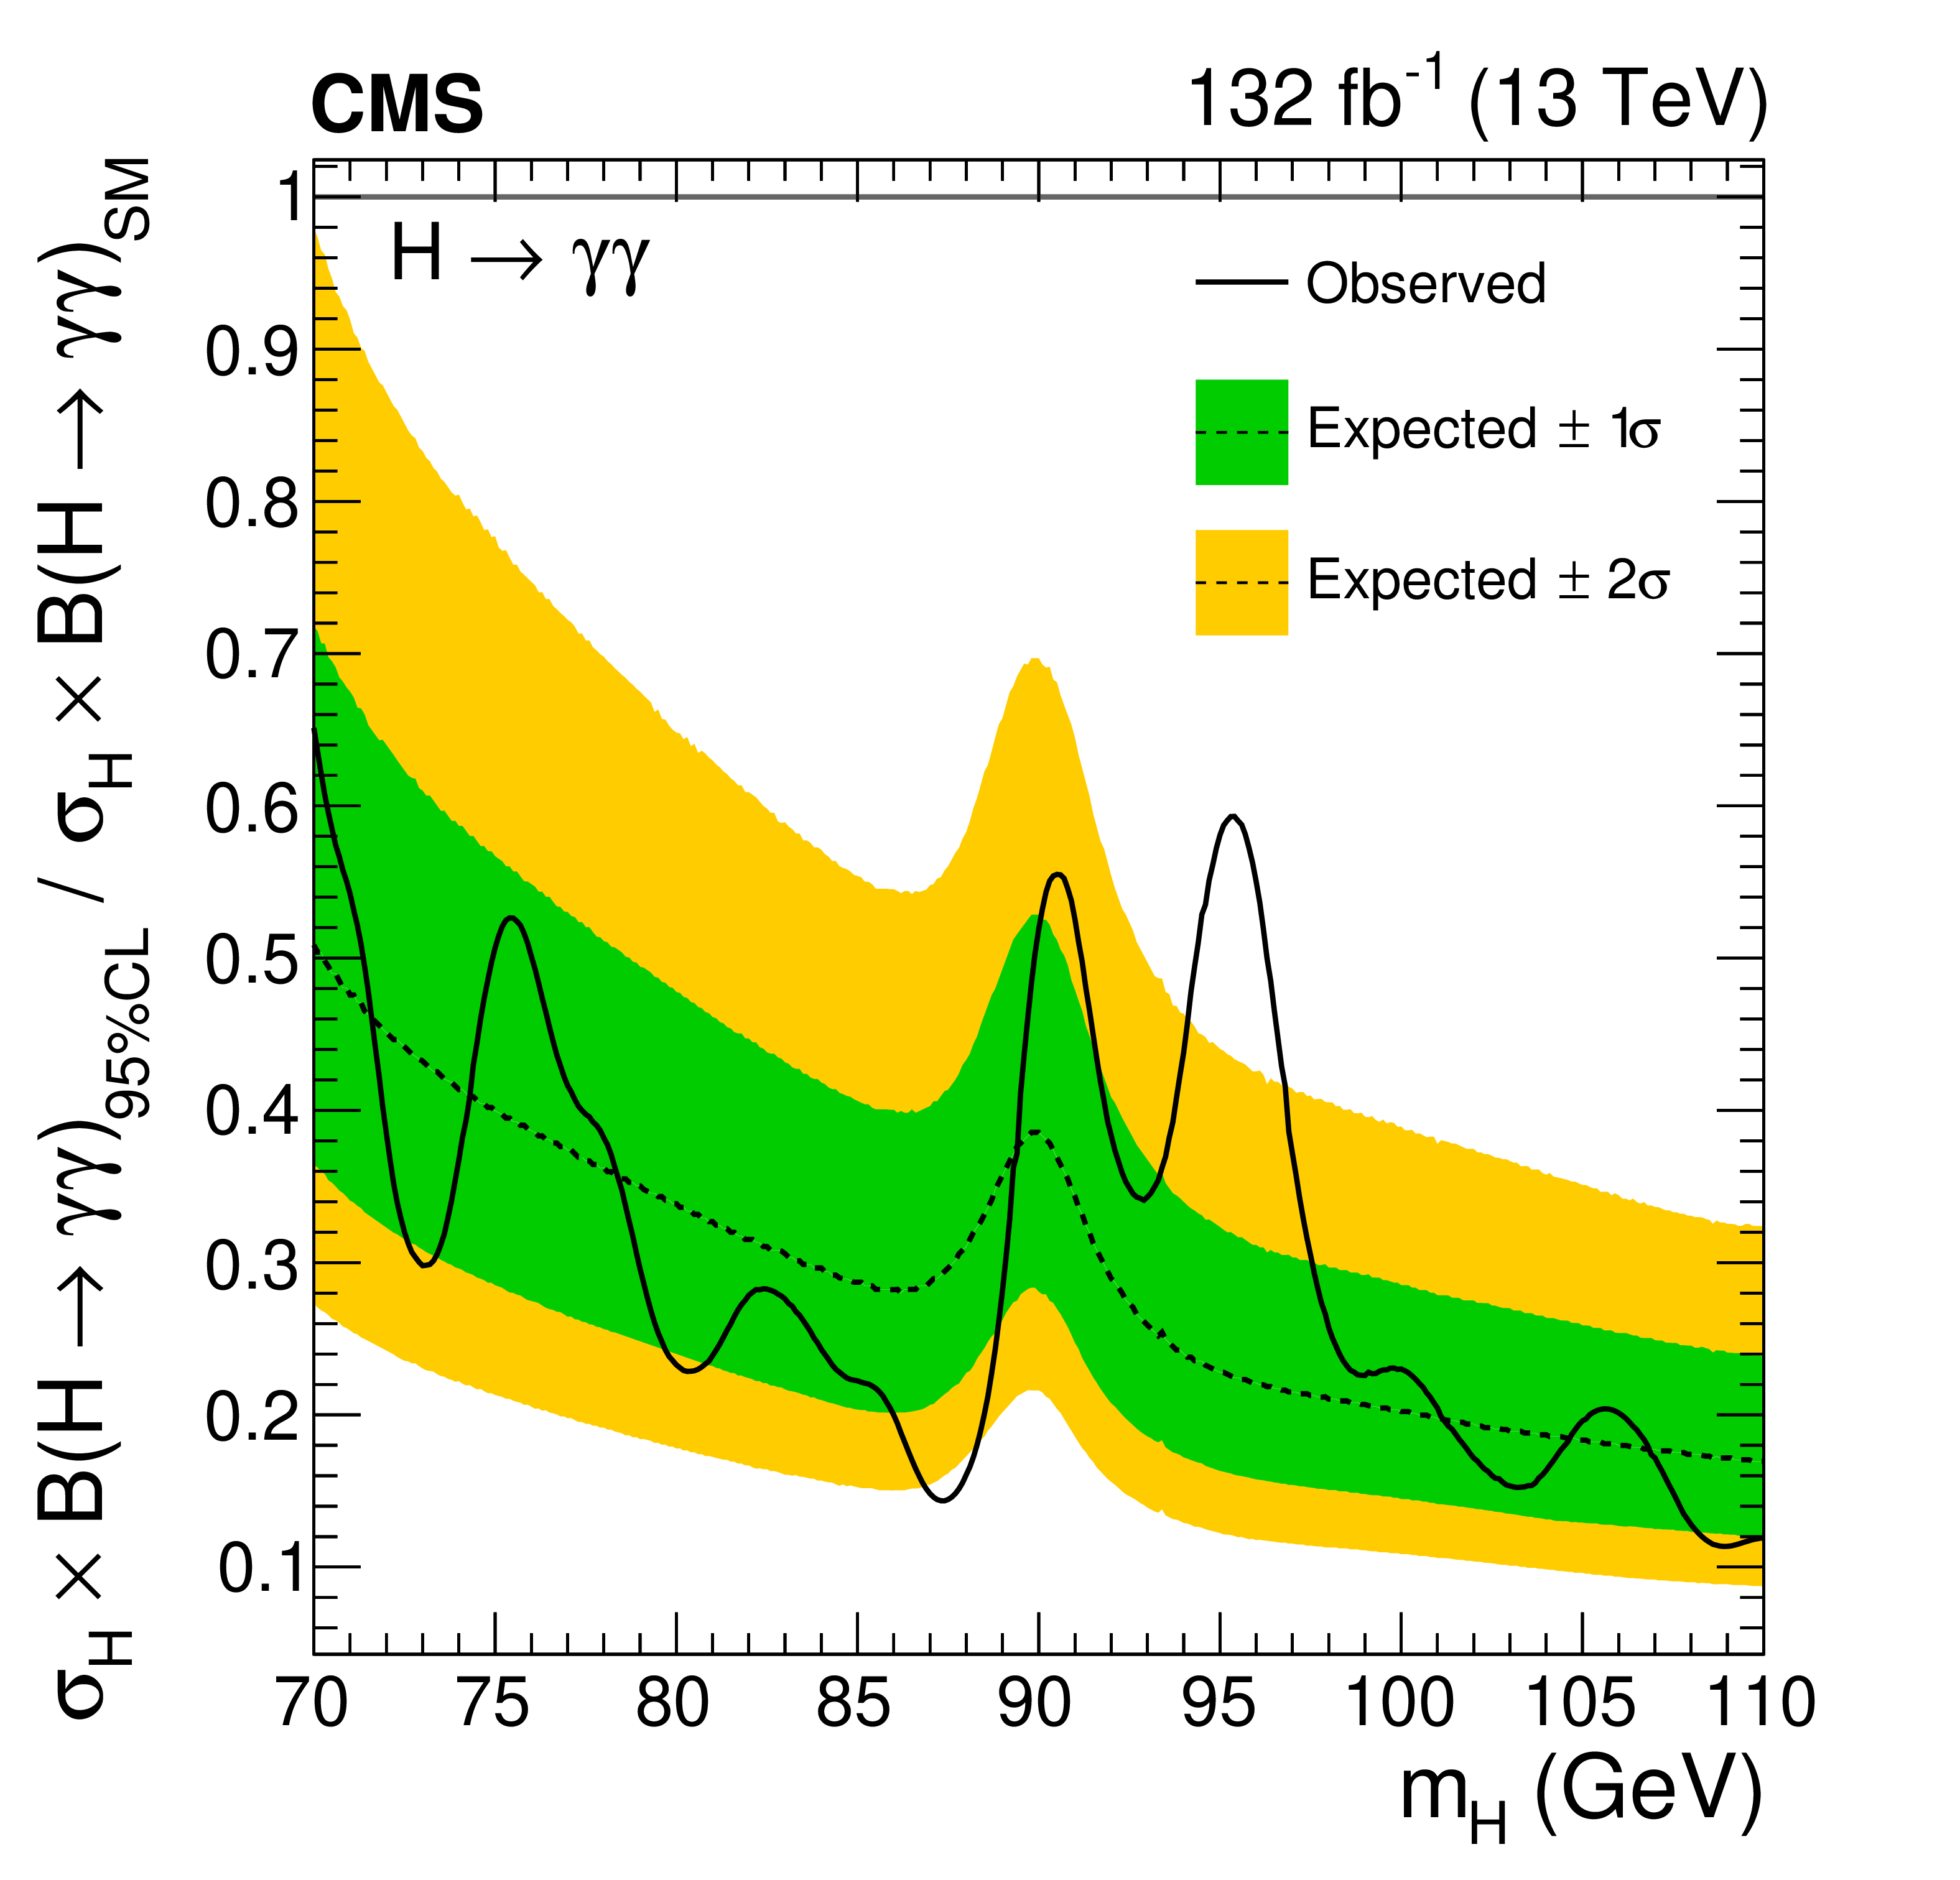 CMS
132 fb-1 (13 TeV)
σH × B(H → γγ)95%CL / σH × B(H → γγ)SM
H → γγ
Observed
Expected ± 1σ
Expected ± 2σ
1
0.9
0.8
0.7
0.6
0.5
0.4
0.3
0.2
0.1
70 75 80 85 90 95 100 105 110
mH (GeV)